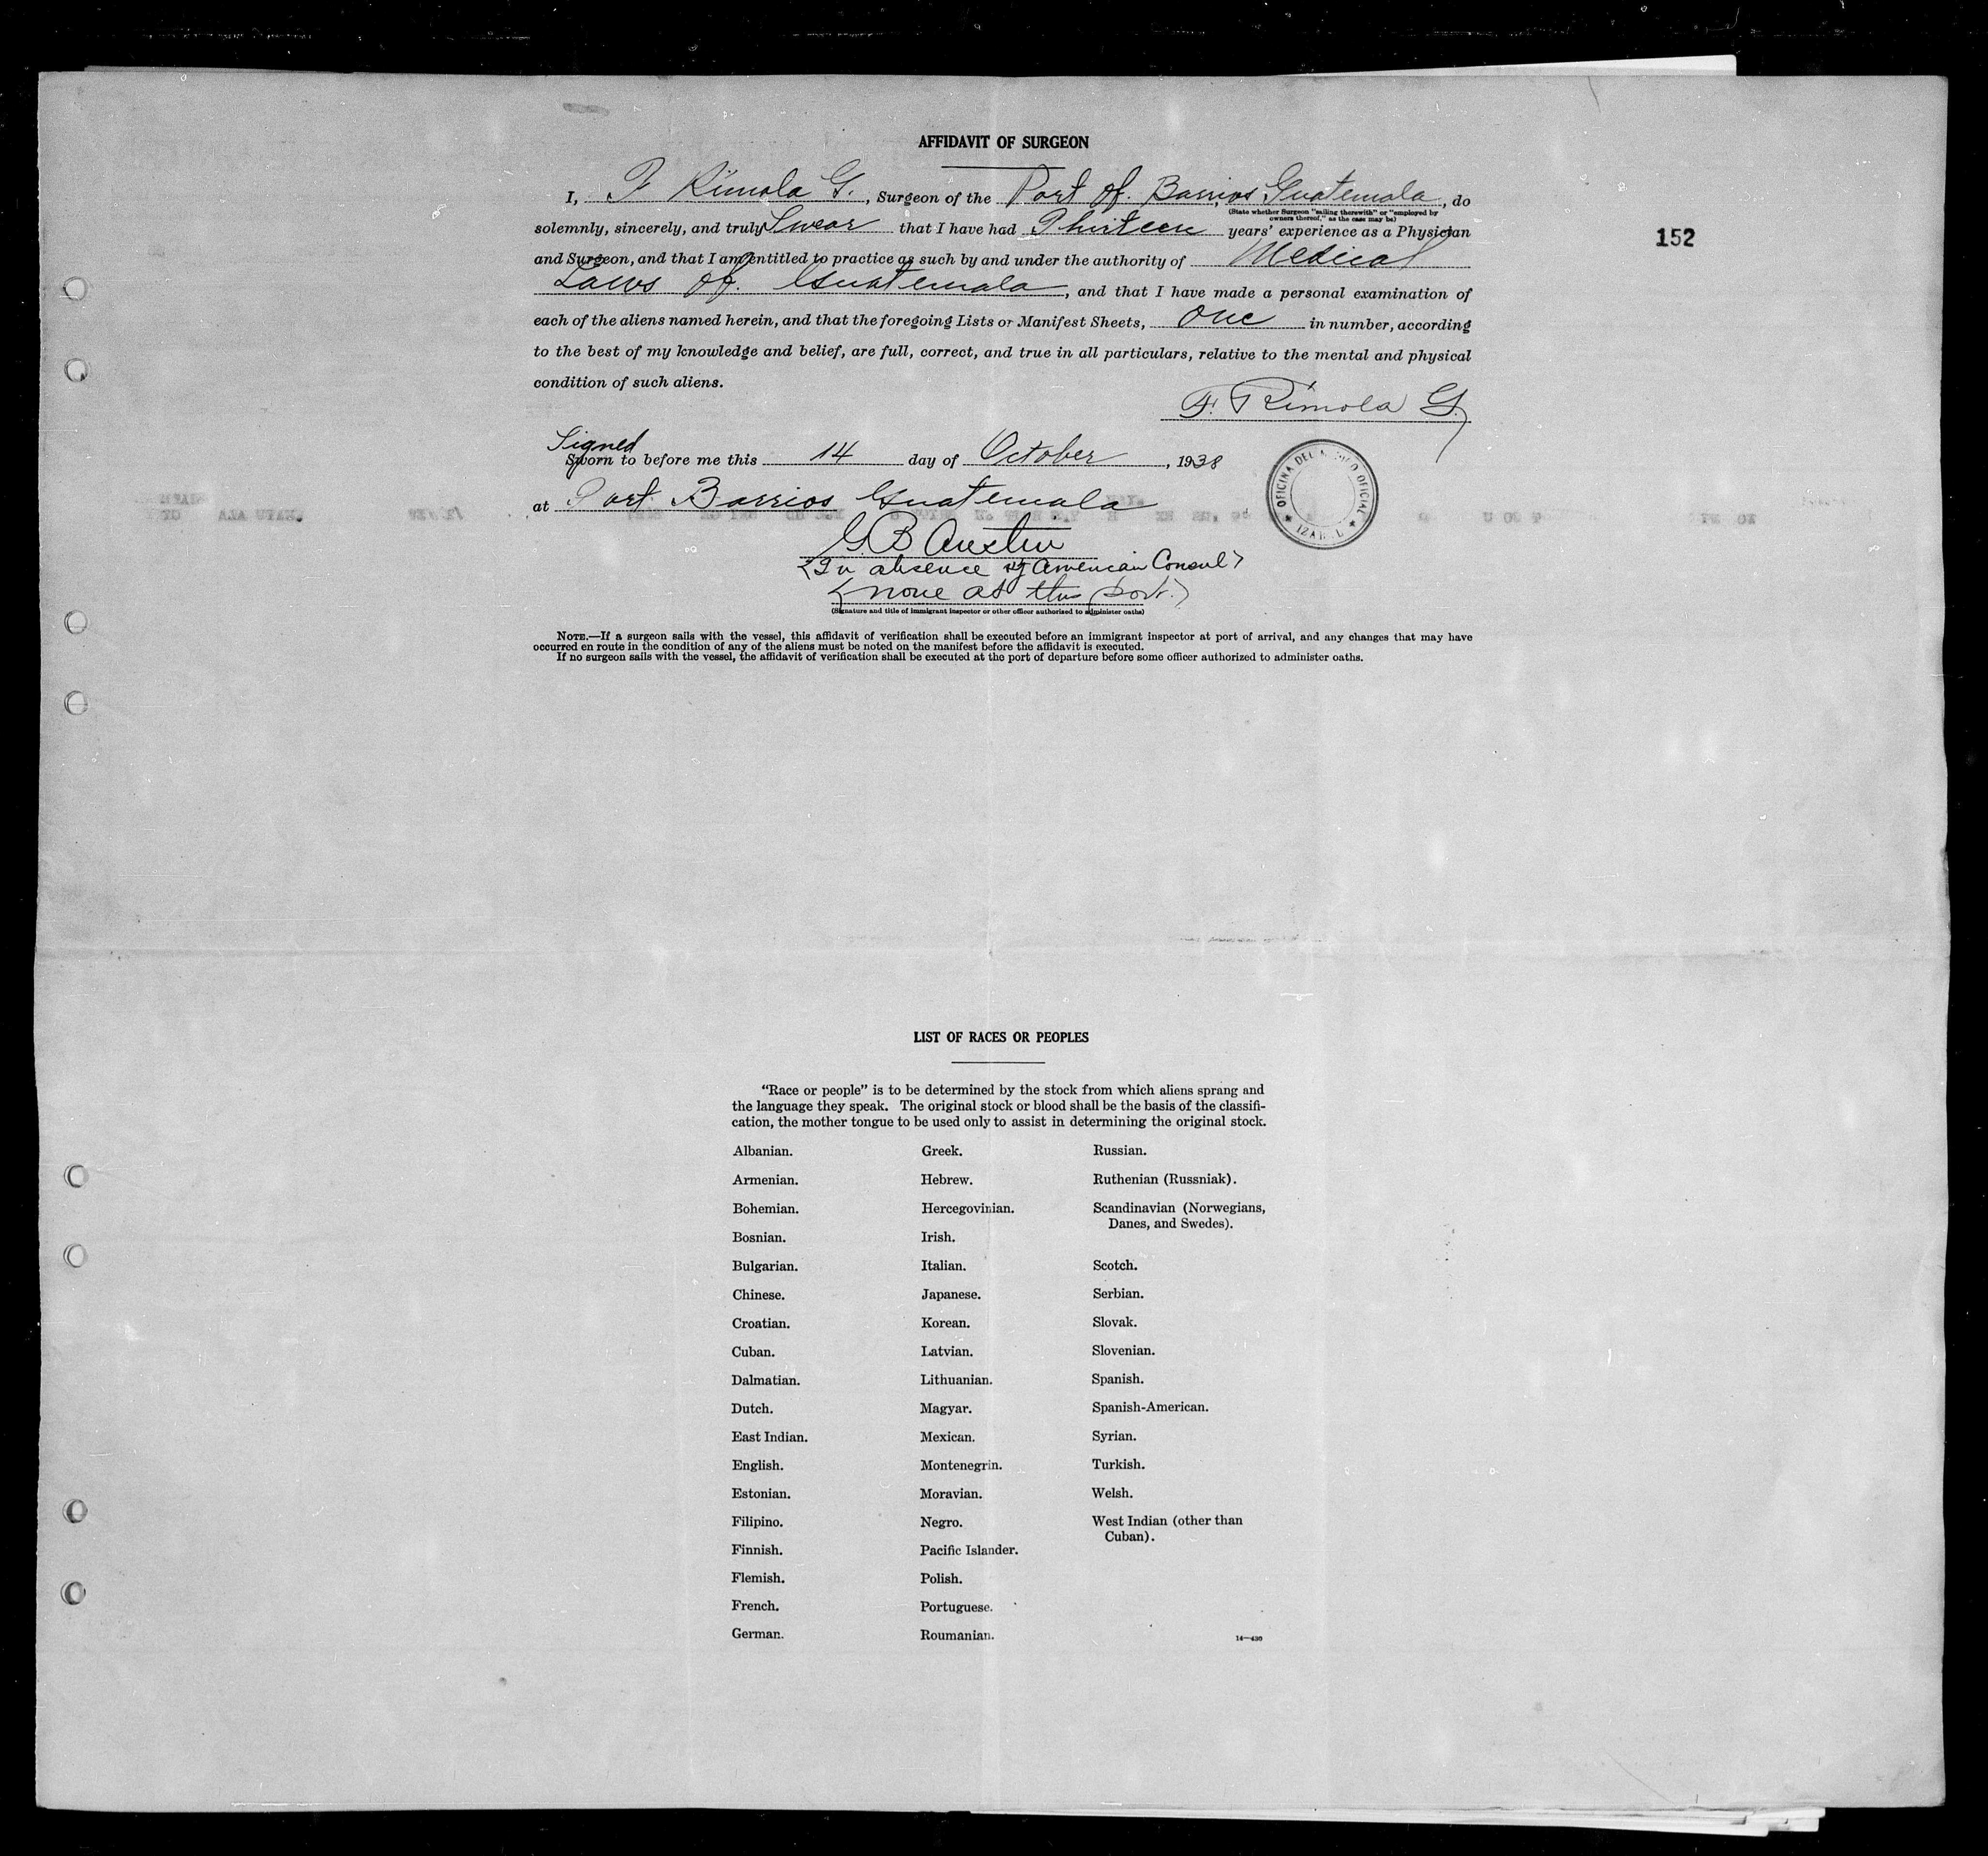 AFFIDAVIT OF SURGEON
I, F Rimola G., Surgeon of the Port of. Barrios, Guatemala, do
(State whether Surgeon "sailing therewith" or "employed by
owners thereof," as the case may be)
solemnly, sincerely, and truly Swear that I have had Thirteen years' experience as a Physician
152
and Surgeon, and that I am entitled to practice as such by and under the authority of Medical
Laws of. Guatemala, and that I have made a personal examination of
each of the aliens named herein, and that the foregoing Lists or Manifest Sheets, One in number, according
to the best of my knowledge and belief, are full, correct, and true in all particulars, relative to the mental and physical
condition of such aliens.
F. Rimola G.
Signed
Sworn to before me this 14 day of October, 1938
OFICINA DEL OFICIAL
IZABAL
at Port Barrios Guatemala
G.B Austin
(In absence of American Consul)
(none at this port.)
(Signature and title of immigrant inspector or other officer authorized to administer oaths)
NOTE.—If a surgeon sails with the vessel, this affidavit of verification shall be executed before an immigrant inspector at port of arrival, and any changes that may have
occurred en route in the condition of any of the aliens must be noted on the manifest before the affidavit is executed.
If no surgeon sails with the vessel, the affidavit of verification shall be executed at the port of departure before some officer authorized to administer oaths.
LIST OF RACES OR PEOPLES
"Race or people" is to be determined by the stock from which aliens sprang and
the language they speak. The original stock or blood shall be the basis of the classifi-
cation, the mother tongue to be used only to assist in determining the original stock.
Albanian.
Armenian.
Bohemian.
Bosnian.
Bulgarian.
Chinese.
Croatian.
Cuban.
Dalmatian.
Dutch.
East Indian.
English.
Estonian.
Filipino.
Finnish.
Flemish.
French.
German.
Greek.
Hebrew.
Hercegovinian.
Irish.
Italian.
Japanese.
Korean.
Latvian.
Lithuanian.
Magyar.
Mexican.
Montenegrin.
Moravian.
Negro.
Pacific Islander.
Polish.
Portuguese.
Roumanian.
Russian.
Ruthenian (Russniak).
Scandinavian (Norwegians,
Danes, and Swedes).
Scotch.
Serbian.
Slovak.
Slovenian.
Spanish.
Spanish-American.
Syrian.
Turkish.
Welsh.
West Indian (other than
Cuban).
14—430